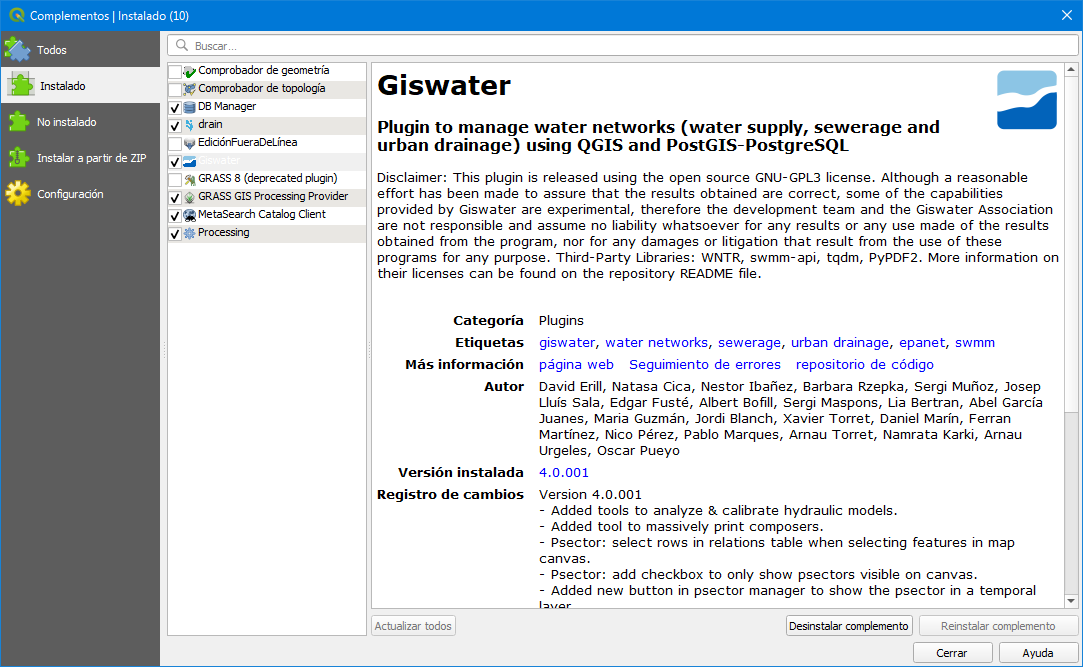 Complementos | Instalado (10)
Todos
Instalado
No instalado
Instalar a partir de ZIP
Configuración
Buscar...
Comprobador de geometría
Comprobador de topología
DB Manager
drain
EdiciónFueraDeLínea
Giswater
GRASS 8 (deprecated plugin)
GRASS GIS Processing Provider
MetaSearch Catalog Client
Processing
Giswater
Plugin to manage water networks (water supply, sewerage and
urban drainage) using QGIS and PostGIS-PostgreSQL
Disclaimer: This plugin is released using the open source GNU-GPL3 license. Although a reasonable
effort has been made to assure that the results obtained are correct, some of the capabilities
provided by Giswater are experimental, therefore the development team and the Giswater Association
are not responsible and assume no liability whatsoever for any results or any use made of the results
obtained from the program, nor for any damages or litigation that result from the use of these
programs for any purpose. Third-Party Libraries: WNTR, swmm-api, tqdm, PyPDF2. More information on
their licenses can be found on the repository README file.
Categoría Plugins
Etiquetas giswater, water networks, sewerage, urban drainage, epanet, swmm
Más información página web Seguimiento de errores repositorio de código
Autor David Erill, Natasa Cica, Nestor Ibañez, Barbara Rzepka, Sergi Muñoz, Josep
Lluís Sala, Edgar Fusté, Albert Bofill, Sergi Maspons, Lia Bertran, Abel García
Juanes, Maria Guzmán, Jordi Blanch, Xavier Torret, Daniel Marín, Ferran
Martínez, Nico Pérez, Pablo Marques, Arnau Torret, Namrata Karki, Arnau
Urgeles, Oscar Pueyo
Versión instalada 4.0.001
Registro de cambios Version 4.0.001
- Added tools to analyze & calibrate hydraulic models.
- Added tool to massively print composers.
- Psector: select rows in relations table when selecting features in map
canvas.
- Psector: add checkbox to only show psectors visible on canvas.
- Added new button in psector manager to show the psector in a temporal
layer
Actualizar todos
Desinstalar complemento
Reinstalar complemento
Cerrar
Ayuda